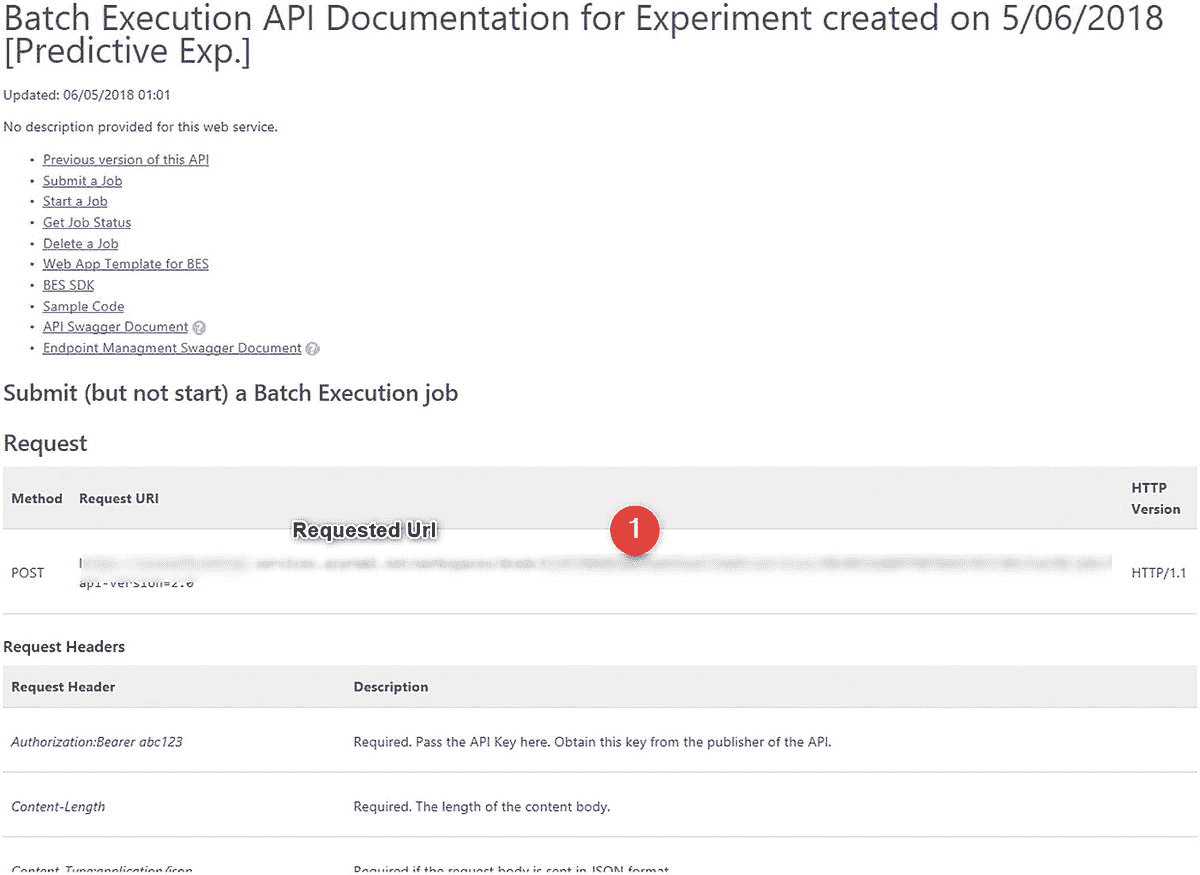 Batch Execution API Documentation for Experiment created on 5/06/2018
[Predictive Exp.]
Updated: 06/05/2018 01:01
No description provided for this web service.
• Previous version of this API
• Submit a Job
• Start a Job
• Get Job Status
• Delete a Job
• Web App Template for BES
• BES SDK
• Sample Code
• API Swagger Document ?
• Endpoint Managment Swagger Document ?
Submit (but not start) a Batch Execution job
Request
Method Request URI HTTP
Version
Requested Url 1
POST HTTP/1.1
api-version=2.0
Request Headers
Request Header Description
Authorization:Bearer abc123 Required. Pass the API Key here. Obtain this key from the publisher of the API.
Content-Length Required. The length of the content body.
Content-Type:application/json Required if the request body is sent in JSON format.